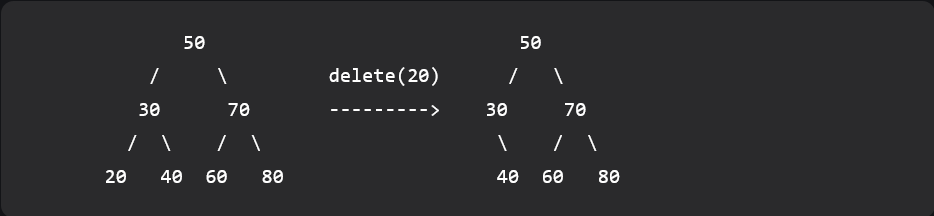 50                            50
            /     \         delete(20)      /   \
           30      70       --------->    30     70
          /  \    /  \                     \    /  \
        20   40  60   80                   40  60   80